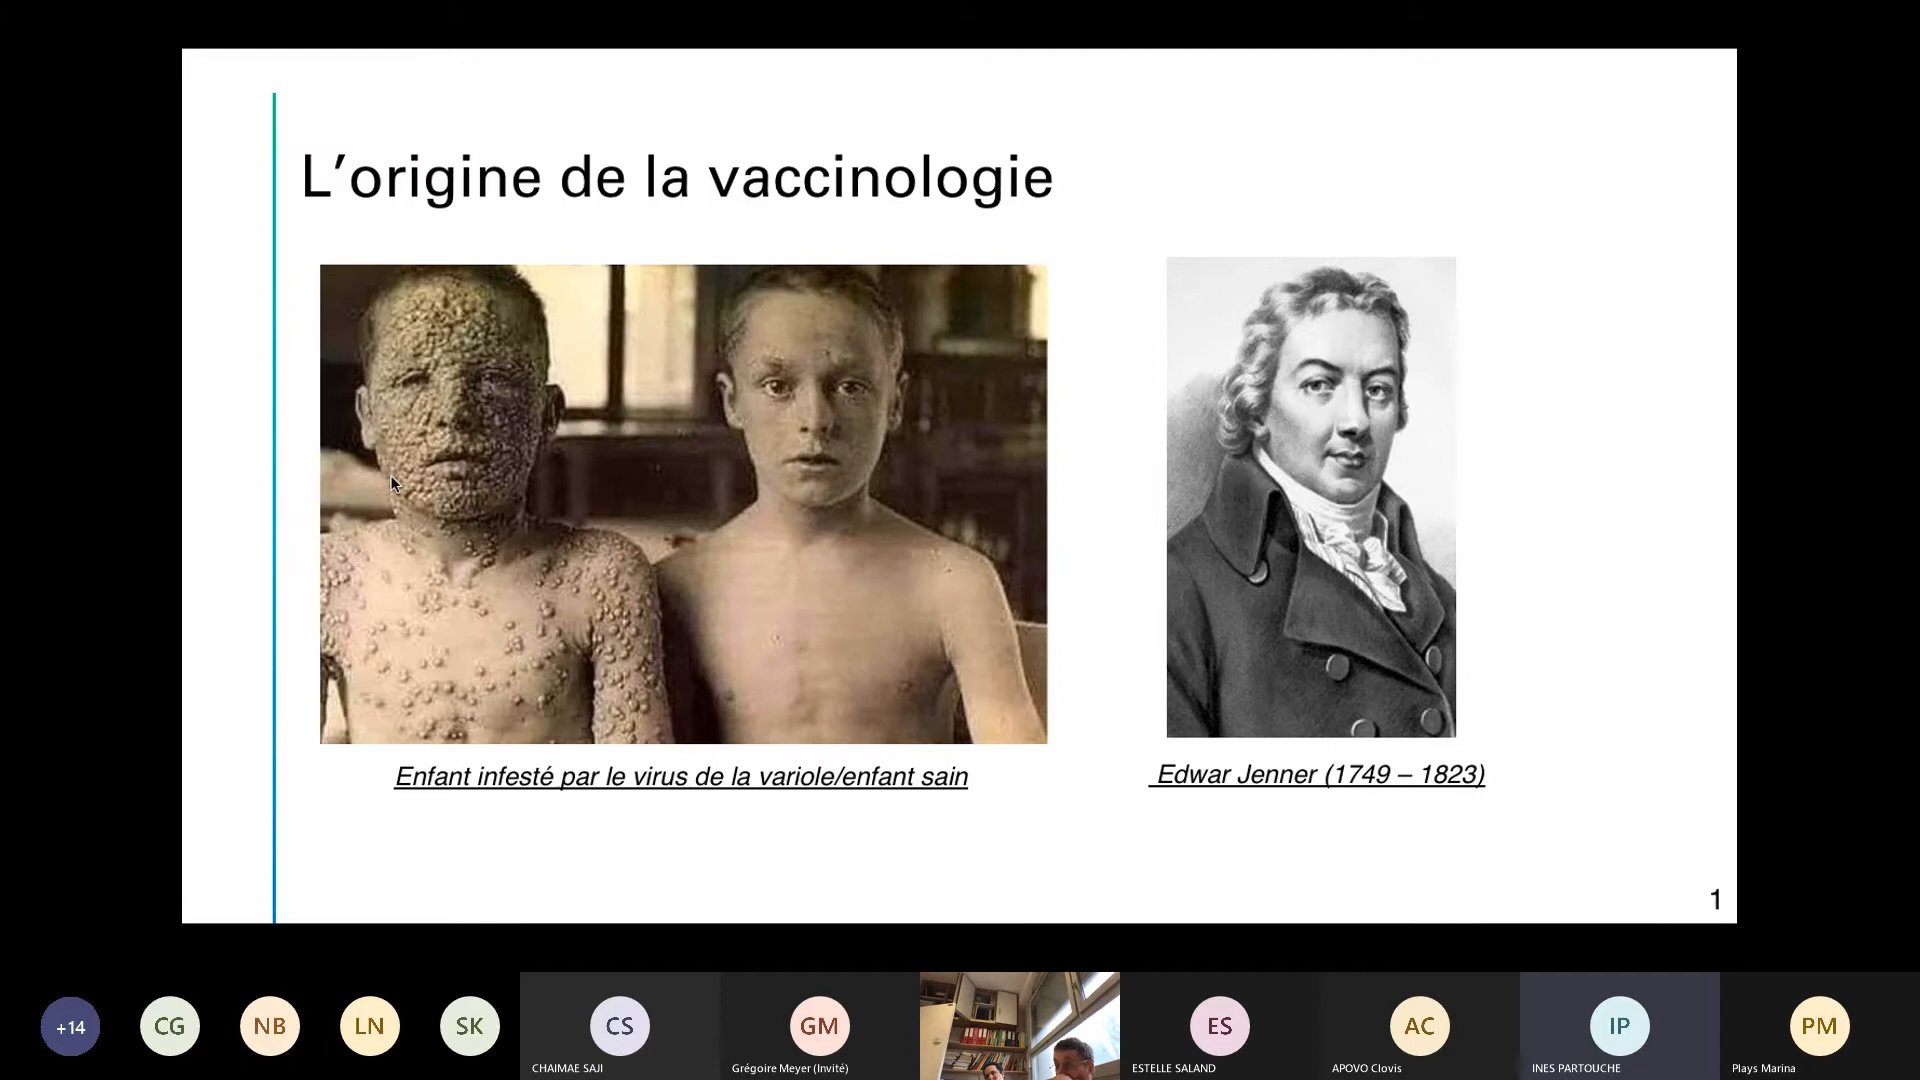 L’origine de la vaccinologie
Enfant infesté par le virus de la variole/enfant sain
Edwar Jenner (1749 – 1823)
1
+14
CG
NB
LN
SK
CS
CHAIMAE SAJI
GM
Grégoire Meyer (Invité)
ES
ESTELLE SALAND
AC
APOVO Clovis
IP
INES PARTOUCHE
PM
Plays Marina